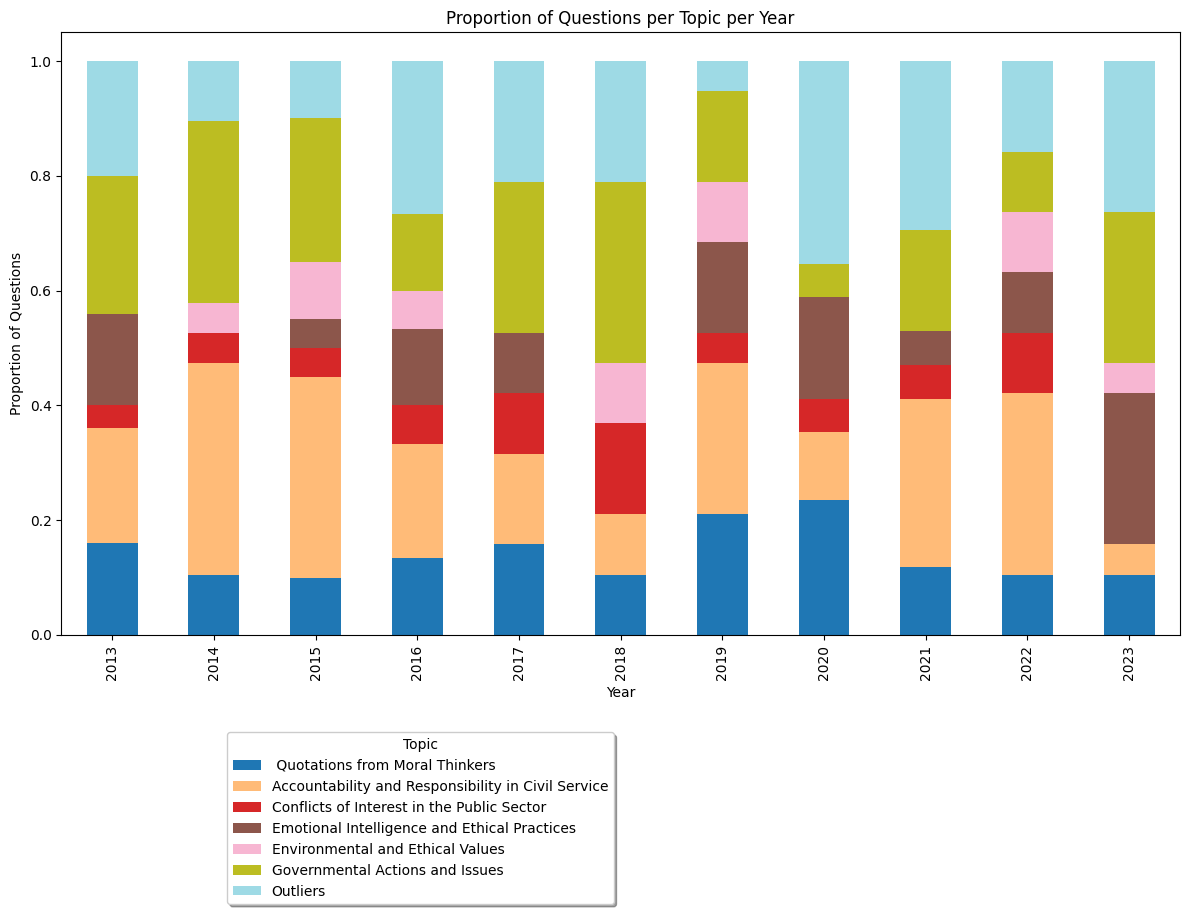 Proportion of Questions per Topic per Year
Proportion of Questions
1.0
0.8
0.6
0.4
0.2
0.0
2013
2014
2015
2016
2017
2018
2019
2020
2021
2022
2023
Year
Topic
Quotations from Moral Thinkers
Accountability and Responsibility in Civil Service
Conflicts of Interest in the Public Sector
Emotional Intelligence and Ethical Practices
Environmental and Ethical Values
Governmental Actions and Issues
Outliers